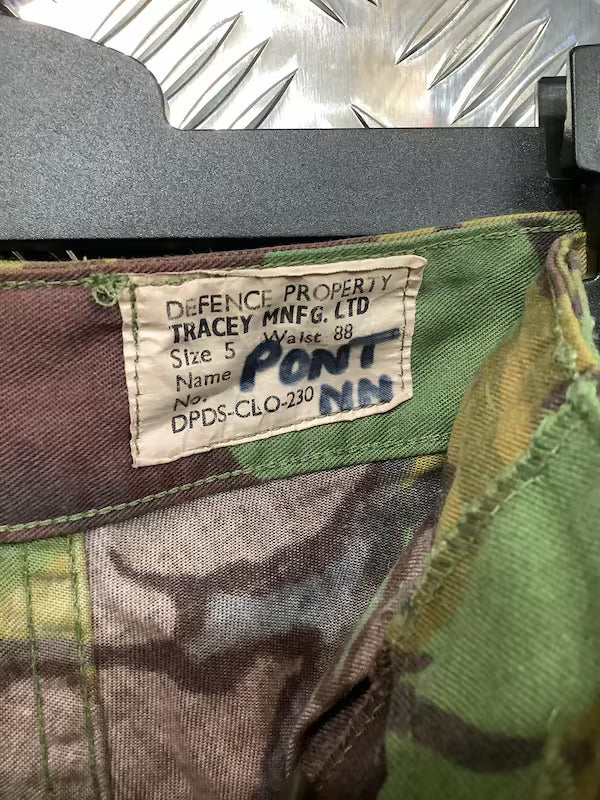 DEFENCE PROPERTY
TRACEY MNFG. LTD
Size 5 Waist 88
Name PONT
No. NN
DPDS-CLO-230